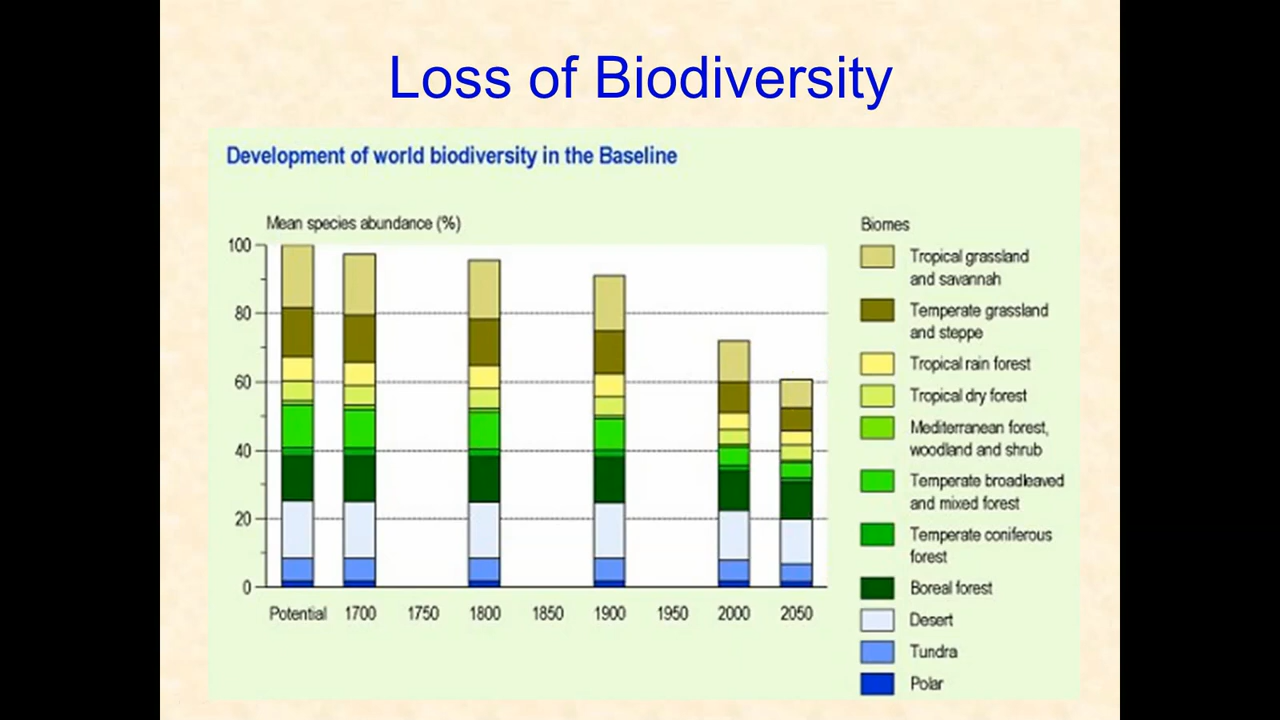 Loss of Biodiversity
Development of world biodiversity in the Baseline
Mean species abundance (%)
100
80
60
40
20
0
Potential 1700 1750 1800 1850 1900 1950 2000 2050
Biomes
Tropical grassland
and savannah
Temperate grassland
and steppe
Tropical rain forest
Tropical dry forest
Mediterranean forest,
woodland and shrub
Temperate broadleaved
and mixed forest
Temperate coniferous
forest
Boreal forest
Desert
Tundra
Polar